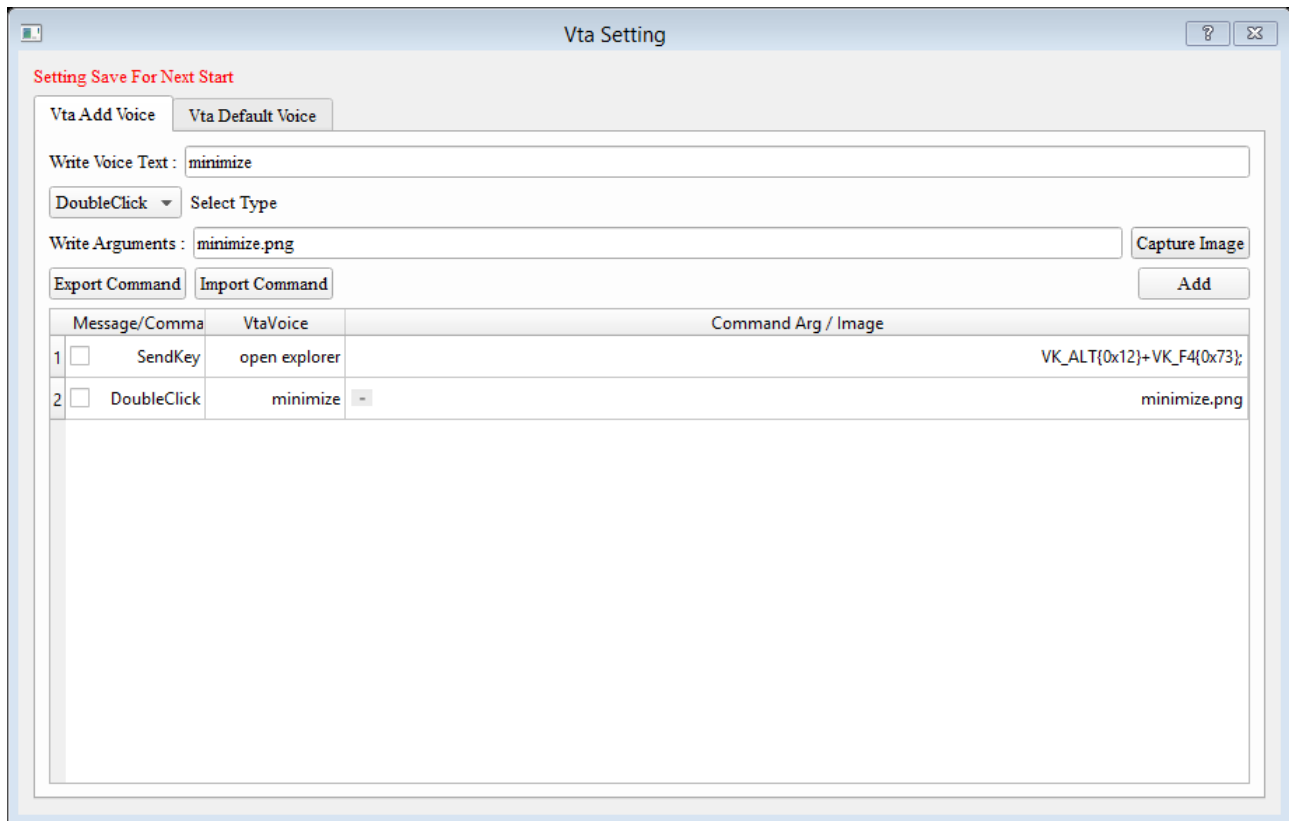 Vta Setting
Setting Save For Next Start
Vta Add Voice Vta Default Voice
Write Voice Text : minimize
DoubleClick Select Type
Write Arguments : minimize.png Capture Image
Export Command Import Command Add
Message/Comma VtaVoice Command Arg / Image
1 SendKey open explorer VK_ALT{0x12}+VK_F4{0x73};
2 DoubleClick minimize - minimize.png